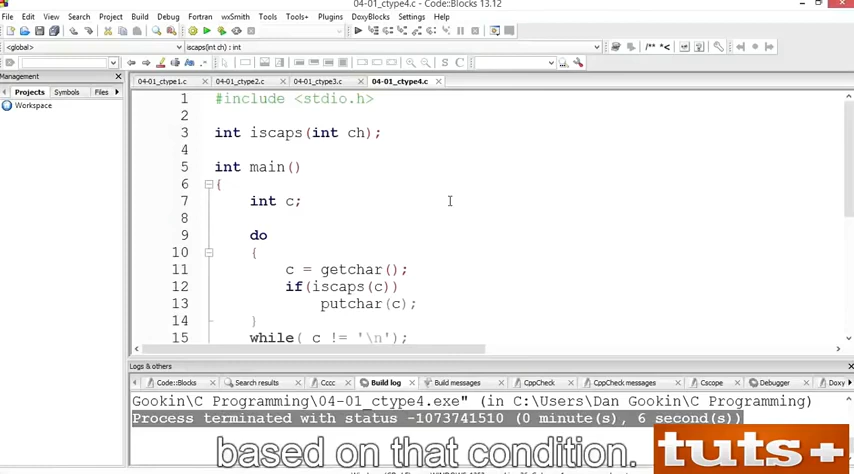 04-01_ctype4.c - Code::Blocks 13.12
File Edit View Search Project Build Debug Fortran wxSmith Tools Tools+ Plugins DoxyBlocks Settings Help
<global> iscaps(int ch) : int
/** *<
S C
Management
04-01_ctype1.c 04-01_ctype2.c 04-01_ctype3.c 04-01_ctype4.c
Projects Symbols Files
Workspace
1 #include <stdio.h>
2
3 int iscaps(int ch);
4
5 int main()
6 {
7 int c;
8
9 do
10 {
11 c = getchar();
12 if(iscaps(c))
13 putchar(c);
14 }
15 while( c != '\n');
Logs & others
Code::Blocks Search results Cccc Build log Build messages CppCheck CppCheck messages Cscope Debugger Doxy
Gookin\C Programming\04-01_ctype4.exe" (in C:\Users\Dan Gookin\C Programming)
Process terminated with status -1073741510 (0 minute(s), 6 second(s))
based on that condition.
tuts+